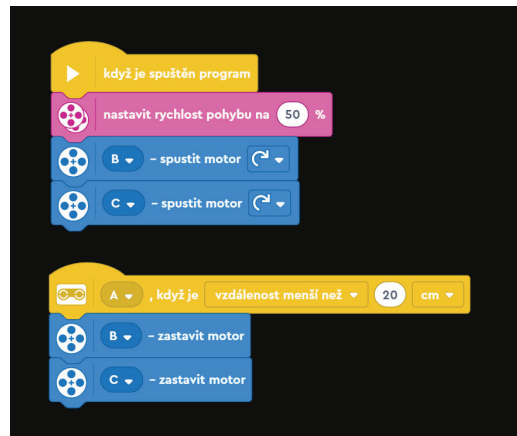 když je spuštěn program
nastavit rychlost pohybu na 50 %
B – spustit motor
C – spustit motor
A , když je vzdálenost menší než 20 cm
B – zastavit motor
C – zastavit motor